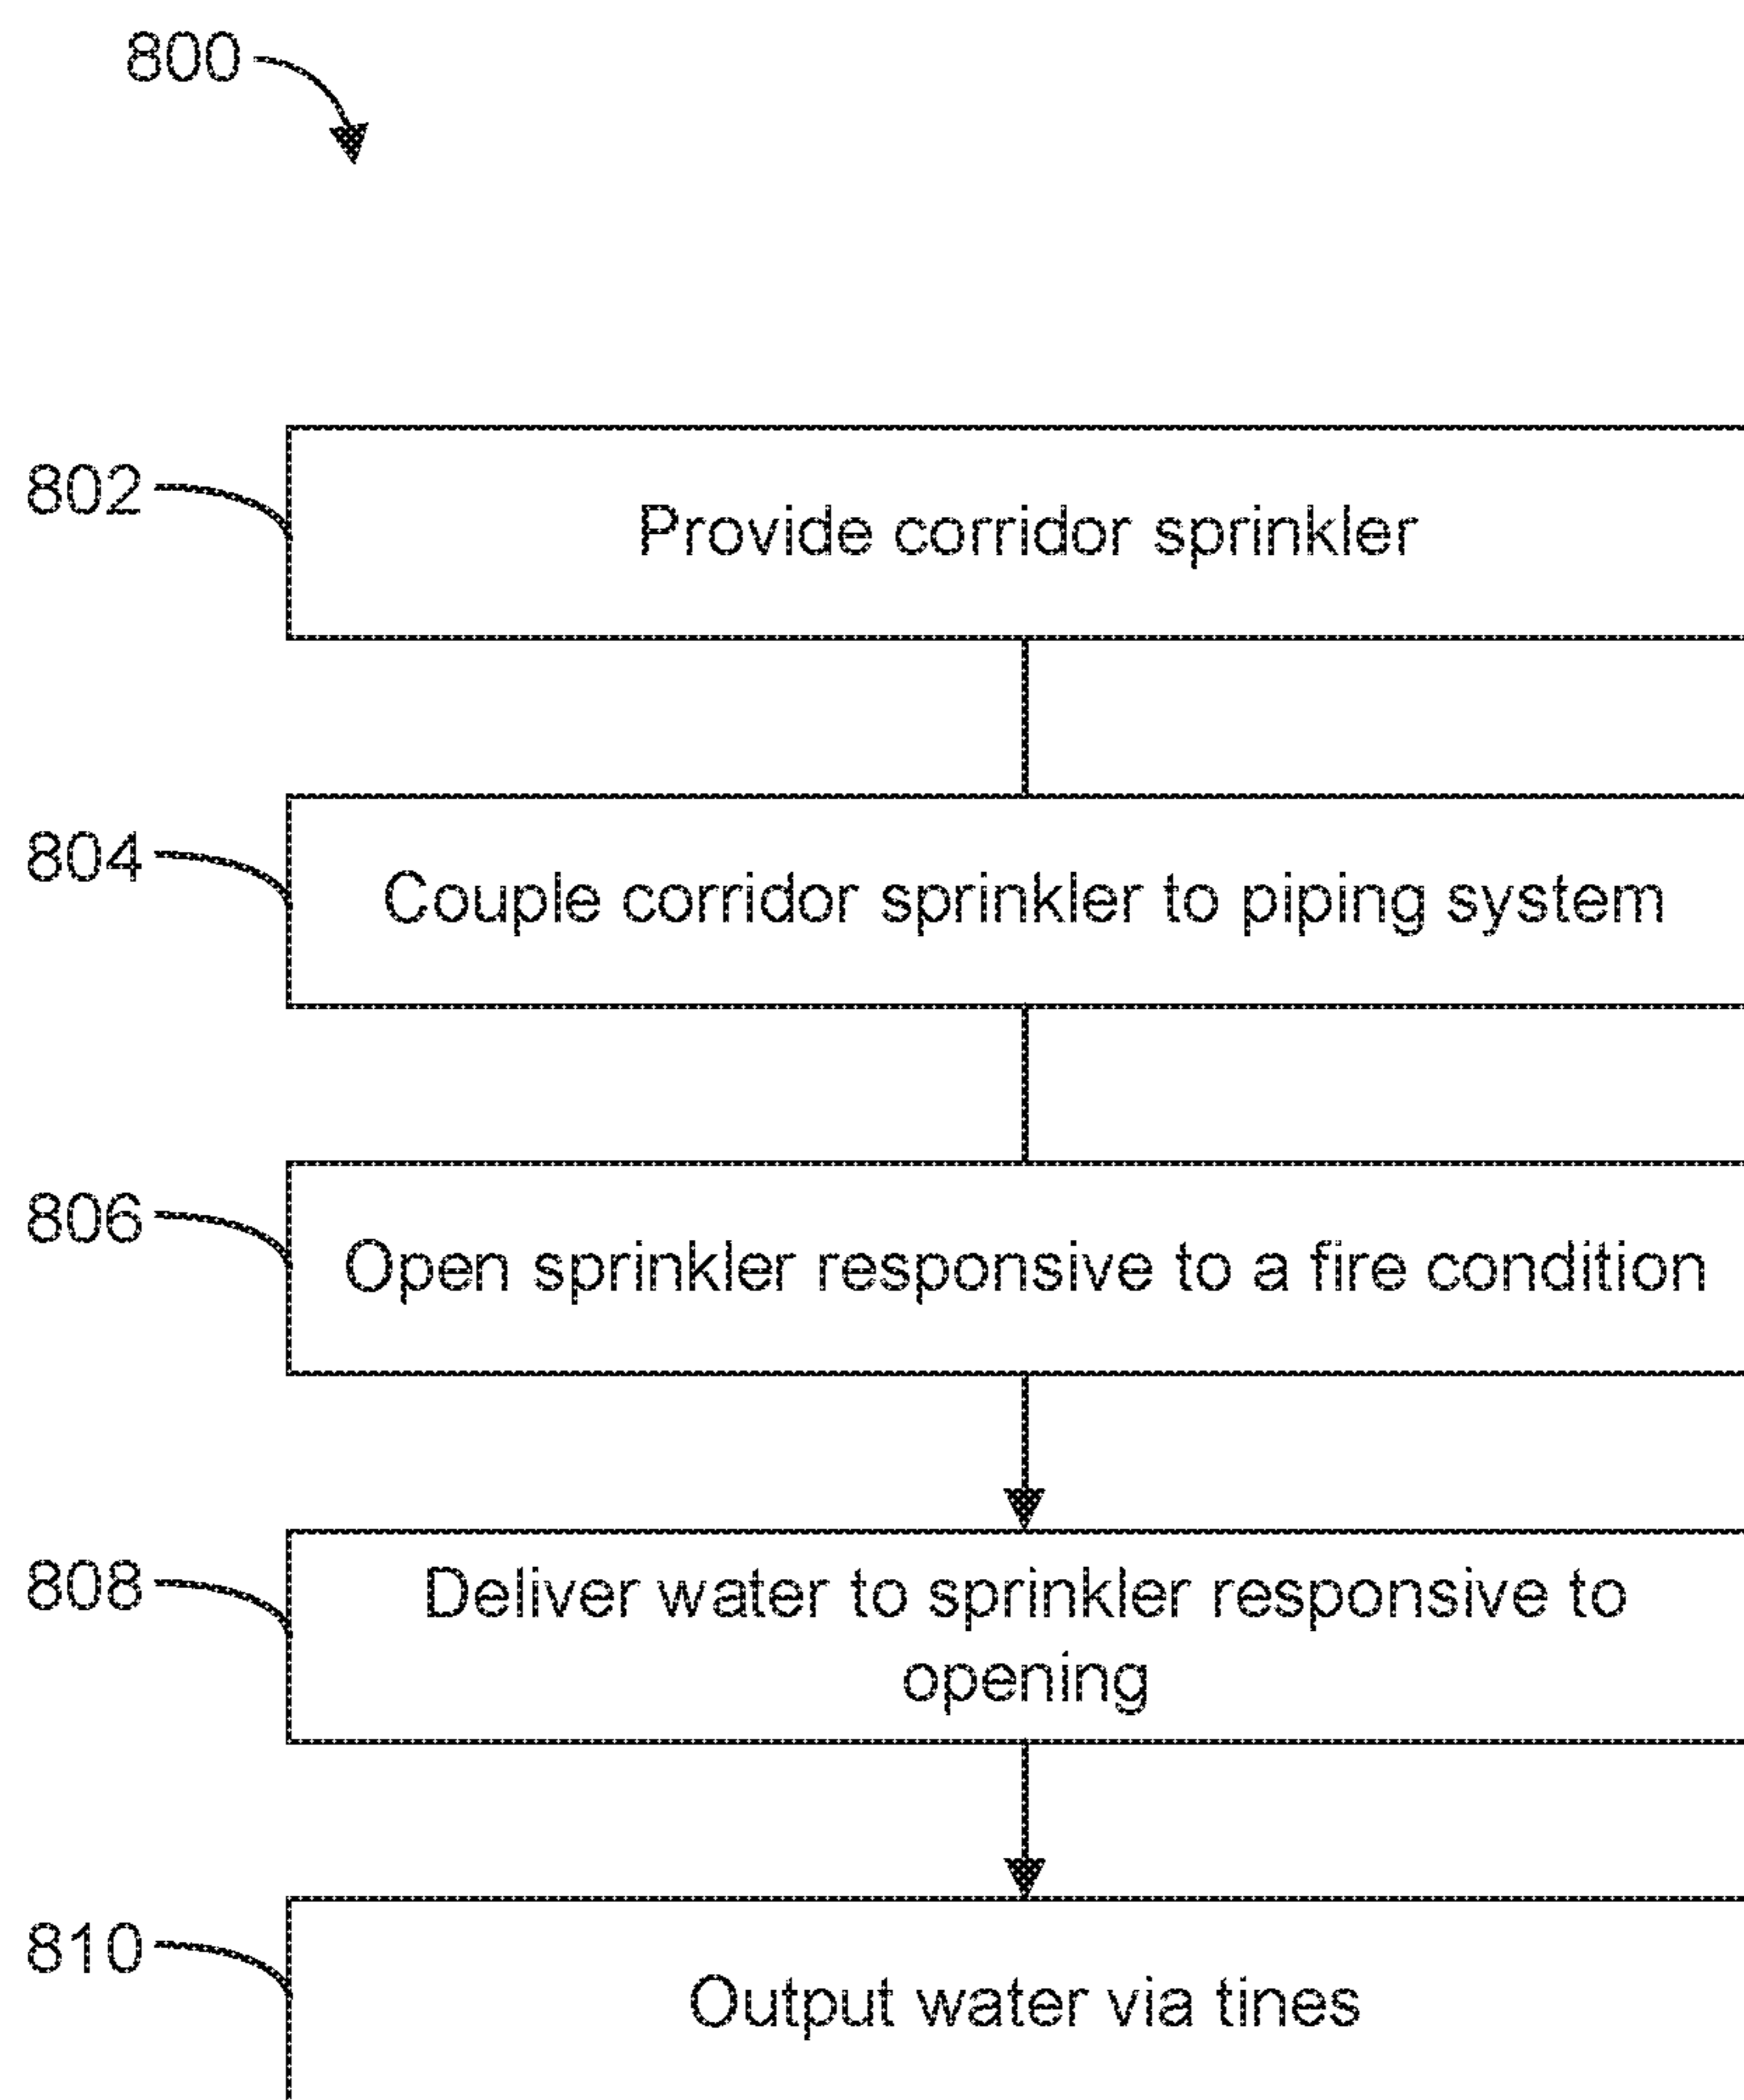 800
802
Provide corridor sprinkler
804
Couple corridor sprinkler to piping system
806
Open sprinkler responsive to a fire condition
808
Deliver water to sprinkler responsive to
opening
810
Output water via tines